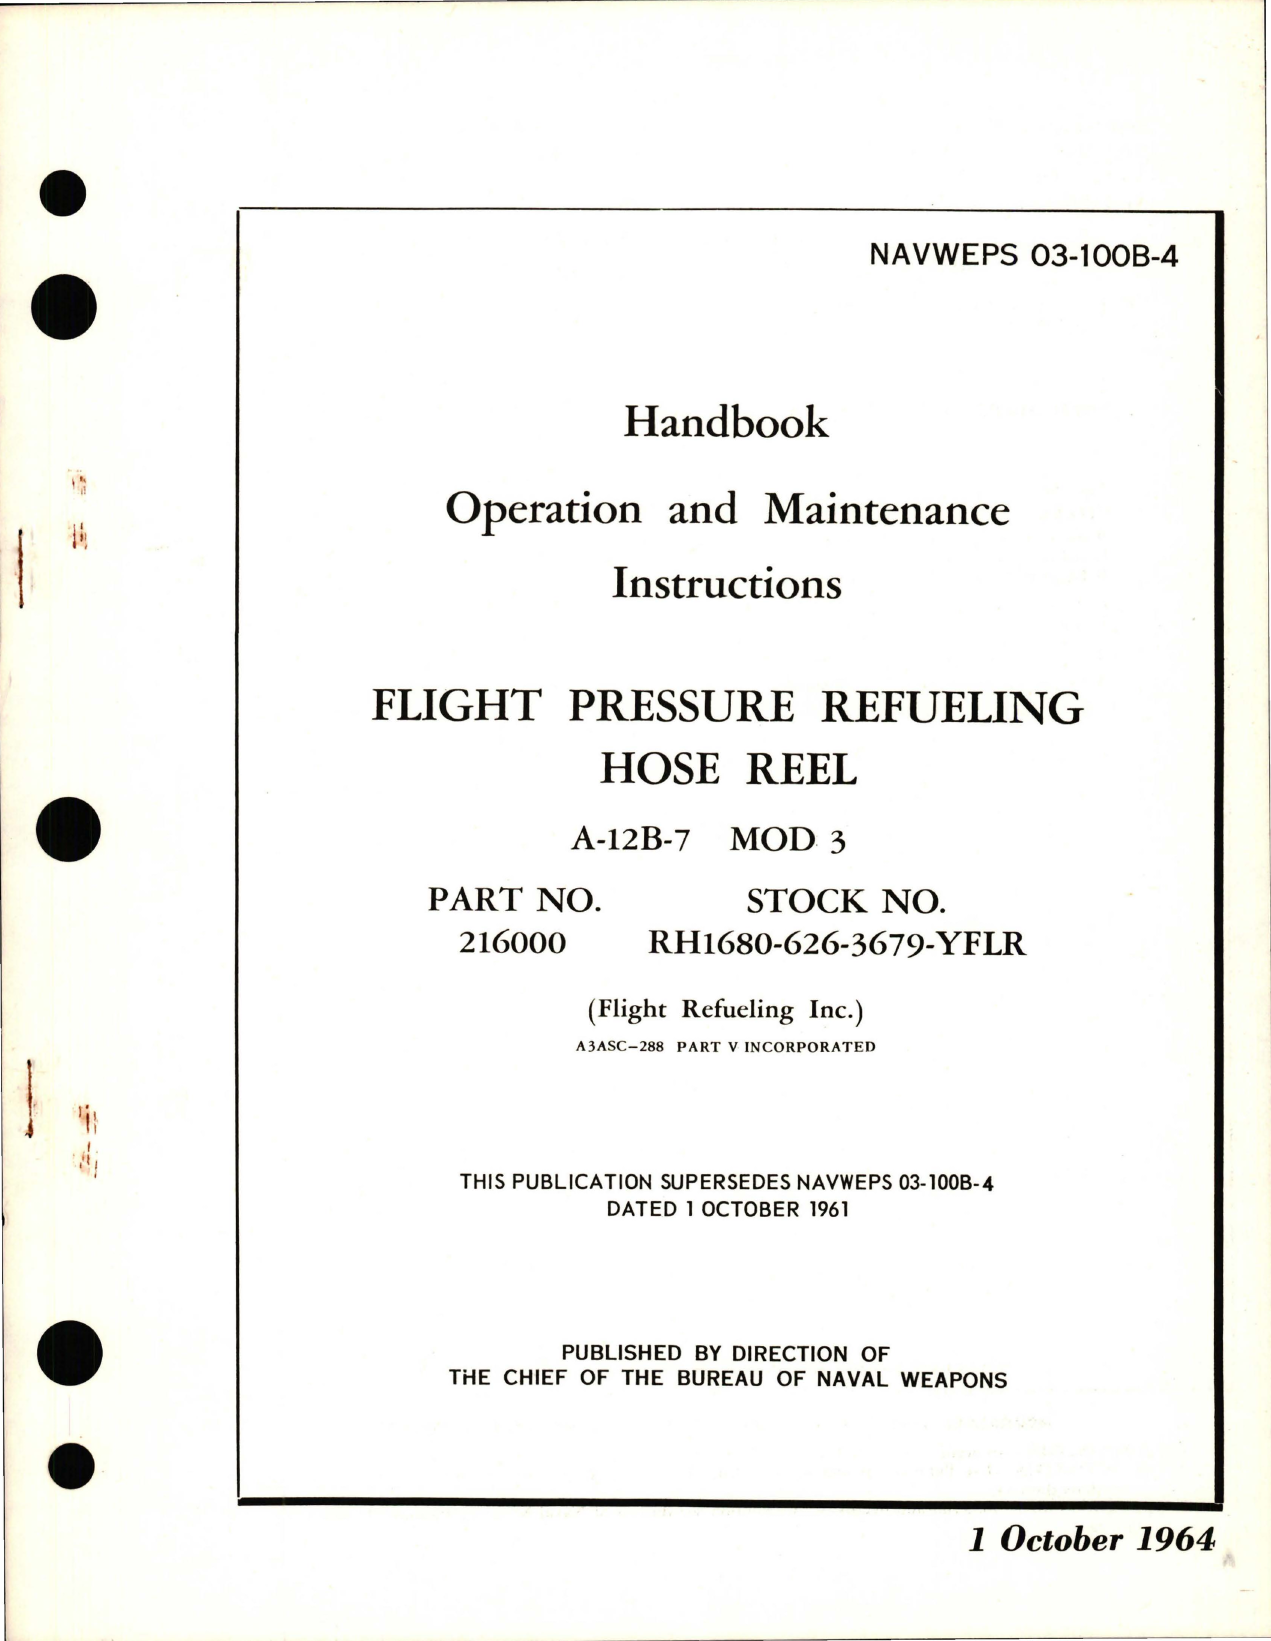 NAVWEPS 03-100B-4
Handbook
Operation and Maintenance
Instructions
FLIGHT PRESSURE REFUELING
HOSE REEL
A-12B-7 MOD 3
PART NO. STOCK NO.
216000 RH1680-626-3679-YFLR
(Flight Refueling Inc.)
A3ASC-288 PART V INCORPORATED
THIS PUBLICATION SUPERSEDES NAVWEPS 03-100B-4
DATED 1 OCTOBER 1961
PUBLISHED BY DIRECTION OF
THE CHIEF OF THE BUREAU OF NAVAL WEAPONS
1 October 1964